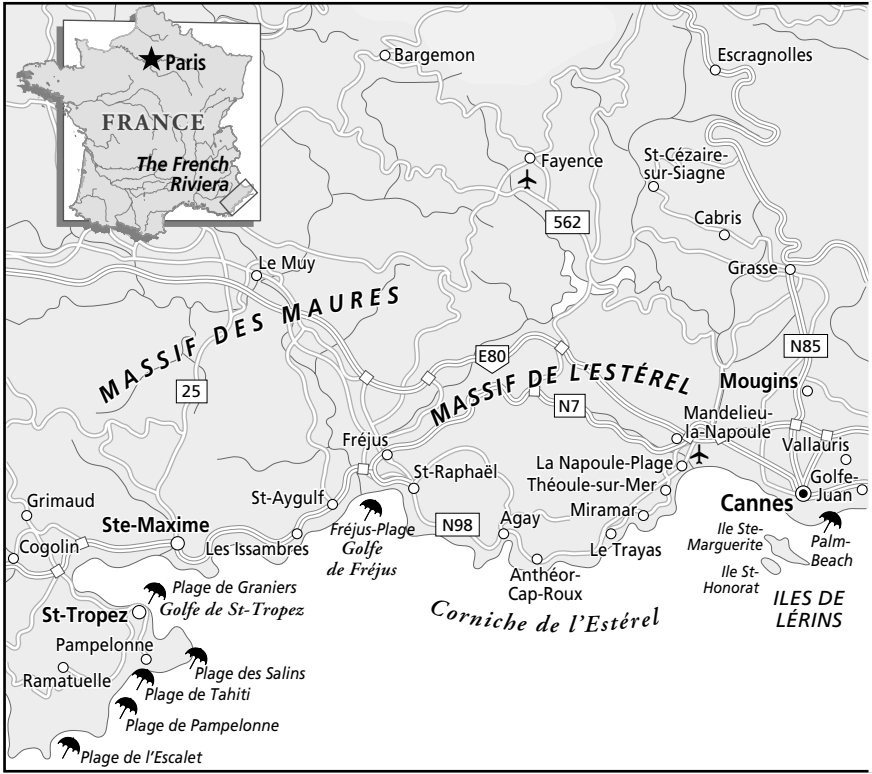 Paris
FRANCE
The French
Riviera
Bargemon
Escragnolles
Fayence
St-Cézaire-
sur-Siagne
562
Cabris
Le Muy
Grasse
MASSIF DES MAURES
E80
N85
25
MASSIF DE L'ESTÉREL
Mougins
N7
Mandelieu-
la-Napoule
Fréjus
Vallauris
St-Raphaël
La Napoule-Plage
Golfe-
Juan
Théoule-sur-Mer
St-Aygulf
Grimaud
Cannes
Miramar
Ste-Maxime
Fréjus-Plage
Golfe
de Fréjus
N98
Agay
Ile Ste-
Marguerite
Palm-
Beach
Cogolin
Les Issambres
Le Trayas
Anthéor-
Cap-Roux
Ile St-
Honorat
Plage de Graniers
ILES DE
LÉRINS
St-Tropez
Golfe de St-Tropez
Corniche de l'Estérel
Pampelonne
Plage des Salins
Ramatuelle
Plage de Tahiti
Plage de Pampelonne
Plage de l'Escalet